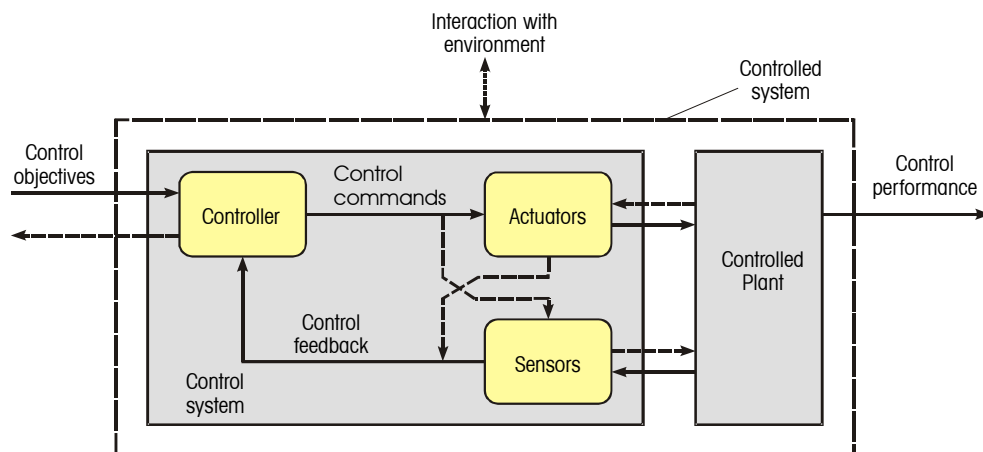 Interaction with
environment
Controlled
system
Control
objectives
Control
commands
Control
performance
Controller
Actuators
Controlled
Plant
Control
feedback
Sensors
Control
system